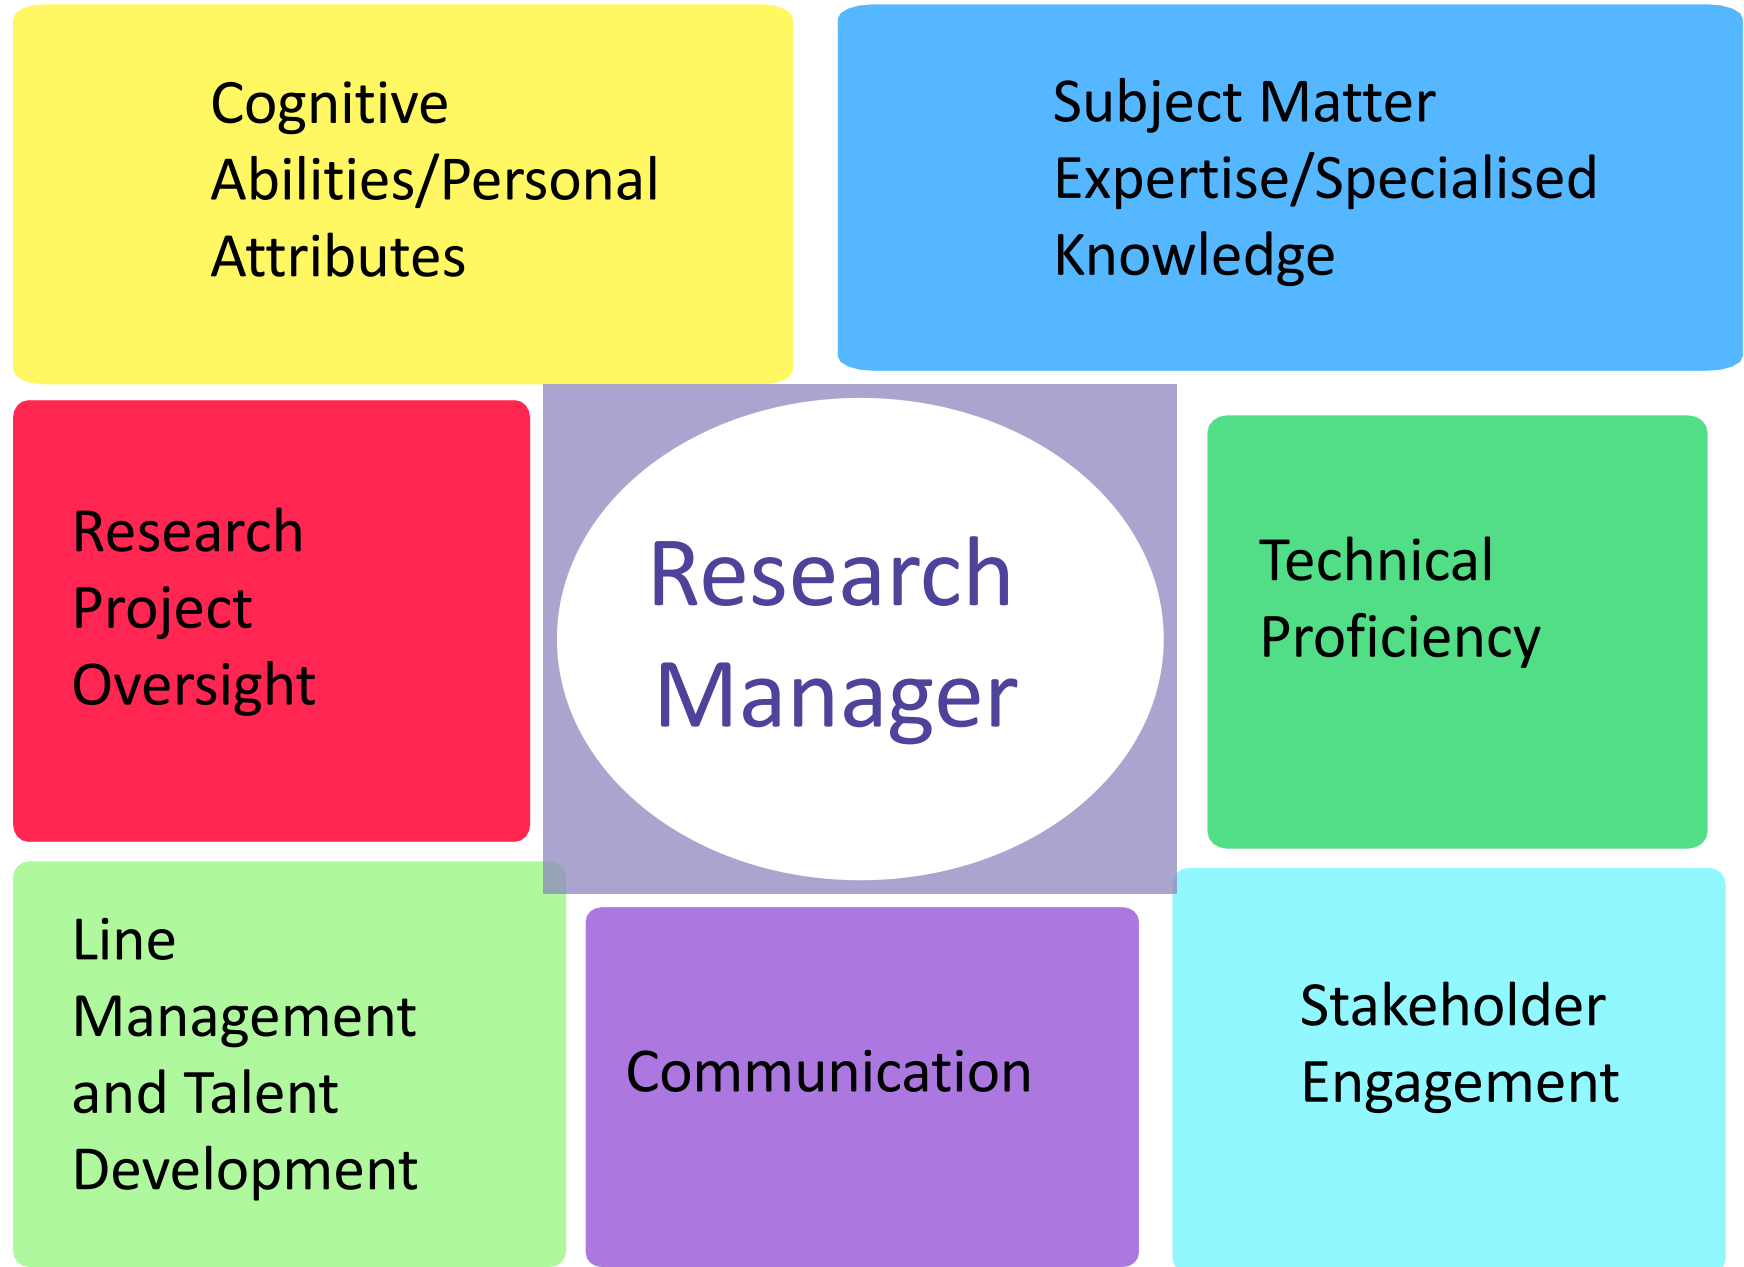 Cognitive
Abilities/Personal
Attributes
Subject Matter
Expertise/Specialised
Knowledge
Research
Project
Oversight
Research
Manager
Technical
Proficiency
Line
Management
and Talent
Development
Communication
Stakeholder
Engagement